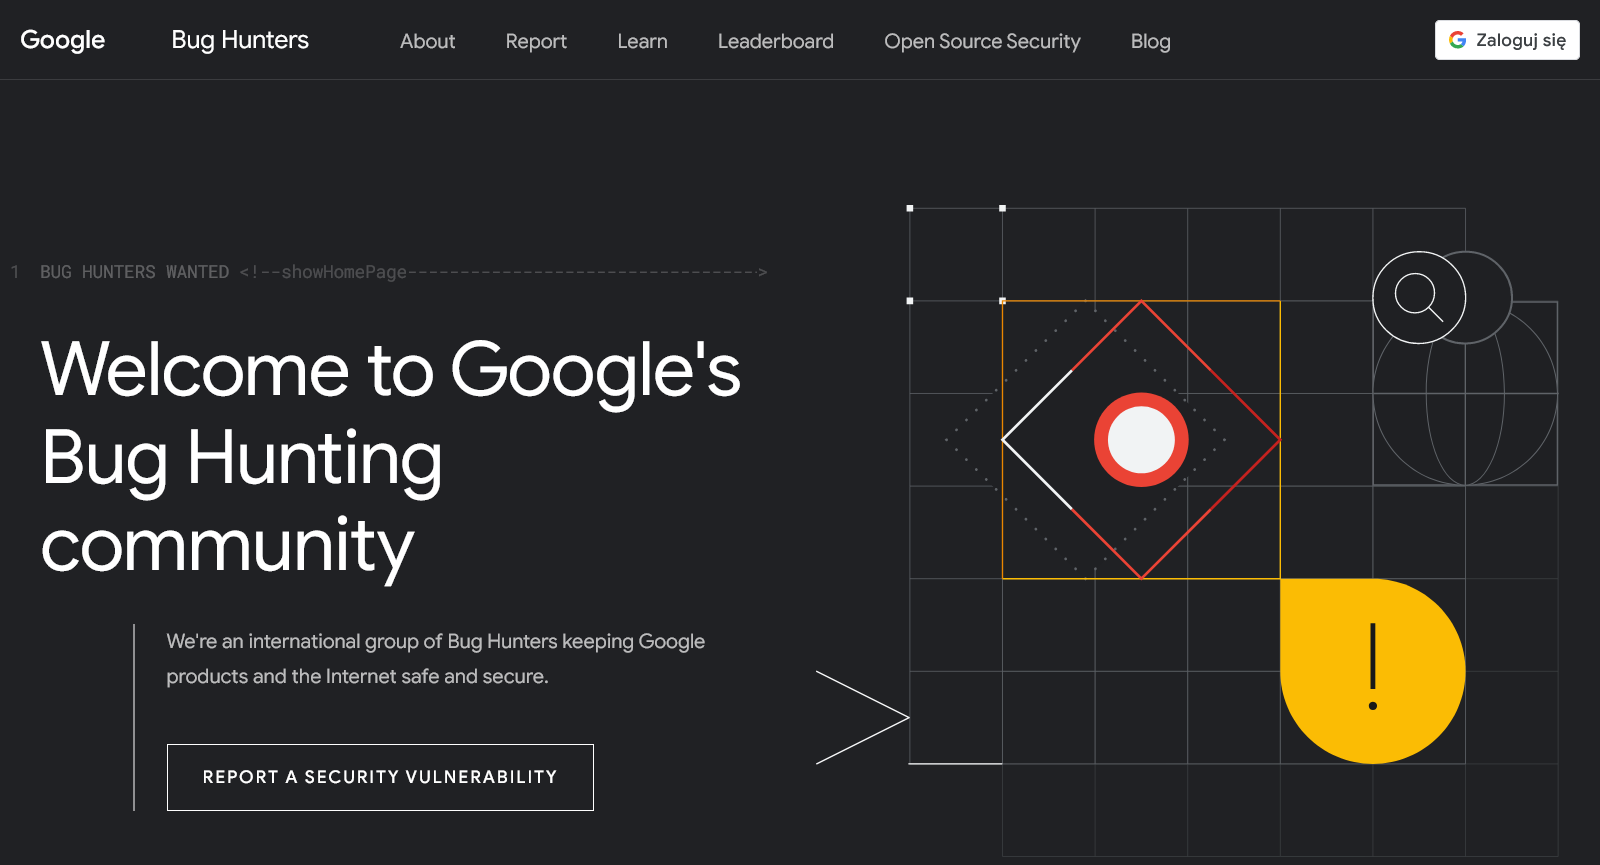 Google Bug Hunters About Report Learn Leaderboard Open Source Security Blog Zaloguj się
1 BUG HUNTERS WANTED <!--showHomePage--------------------------------->
Welcome to Google's
Bug Hunting
community
We're an international group of Bug Hunters keeping Google
products and the Internet safe and secure.
REPORT A SECURITY VULNERABILITY